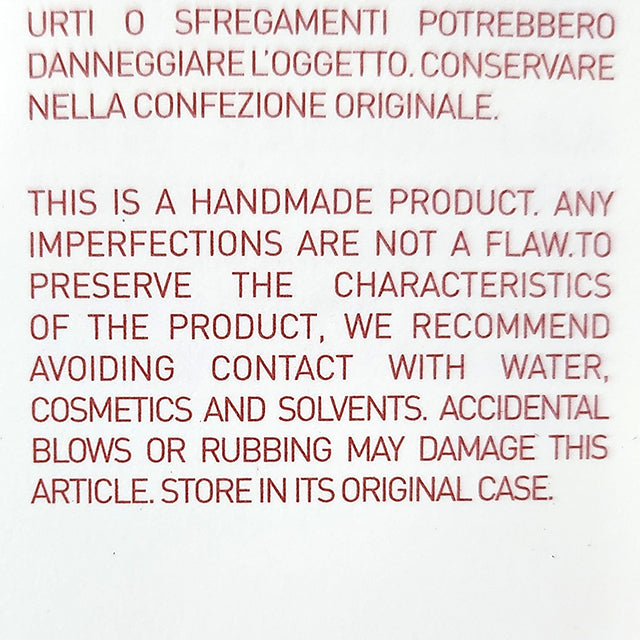 URTI O SFREGAMENTI POTREBBERO
DANNEGGIARE L'OGGETTO. CONSERVARE
NELLA CONFEZIONE ORIGINALE.
THIS IS A HANDMADE PRODUCT. ANY
IMPERFECTIONS ARE NOT A FLAW.TO
PRESERVE THE CHARACTERISTICS
OF THE PRODUCT, WE RECOMMEND
AVOIDING CONTACT WITH WATER,
COSMETICS AND SOLVENTS. ACCIDENTAL
BLOWS OR RUBBING MAY DAMAGE THIS
ARTICLE. STORE IN ITS ORIGINAL CASE.